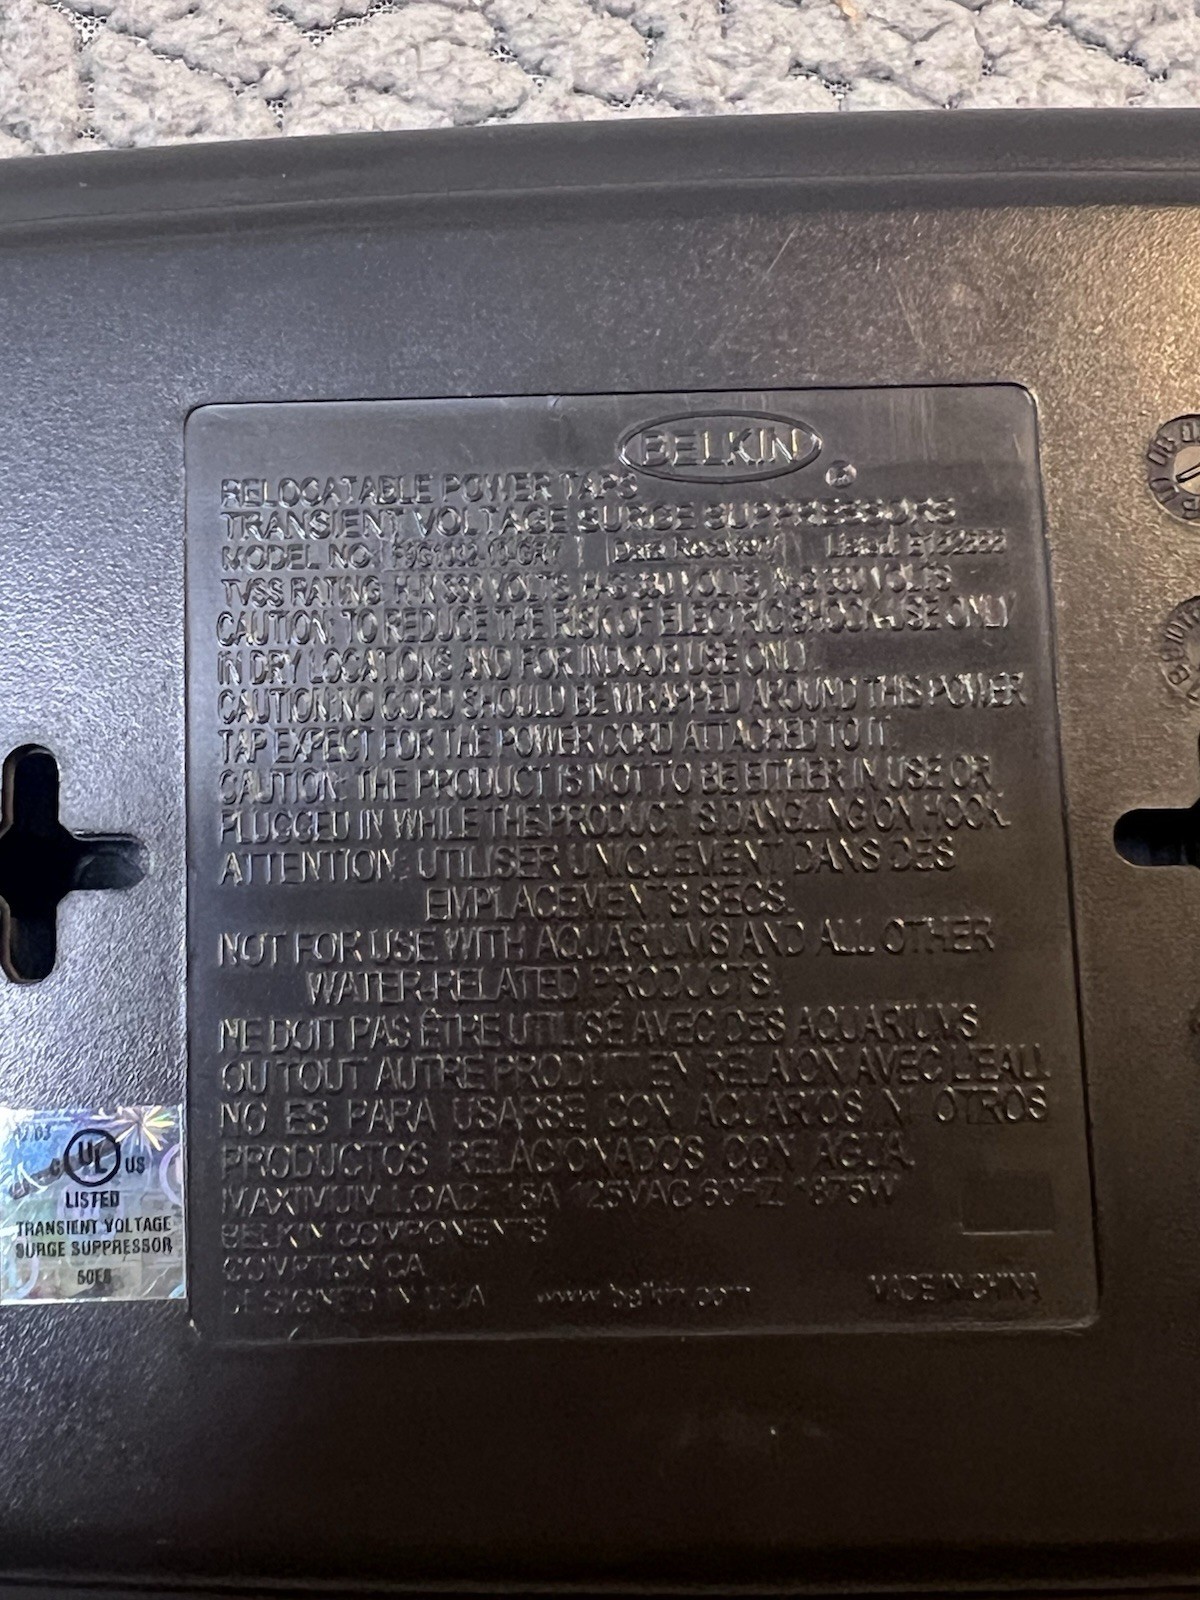 BELKIN
RELOCATABLE POWER TAPS
TRANSIENT VOLTAGE SURGE SUPPRESSORS
MODEL NO.
TVSS RATING: VOLTS, VOLTS, VOLTS
CAUTION: TO REDUCE THE RISK OF ELECTRIC SHOCK-USE ONLY
IN DRY LOCATIONS AND FOR INDOOR USE ONLY.
CAUTION:NO CORD SHOULD BE WRAPPED AROUND THIS POWER
TAP EXPECT FOR THE POWER CORD ATTACHED TO IT.
CAUTION: THE PRODUCT IS NOT TO BE EITHER IN USE OR
PLUGGED IN WHILE THE PRODUCT IS DANGLING ON HOOK.
ATTENTION: UTILISER UNIQUEMENT DANS DES
EMPLACEMENTS SECS.
NOT FOR USE WITH AQUARIUMS AND ALL OTHER
WATER-RELATED PRODUCTS.
NE DOIT PAS ÊTRE UTILISÉ AVEC DES AQUARIUMS
OU TOUT AUTRE PRODUIT EN RELAION AVEC L'EAU.
NO ES PARA USARSE CON ACUARIOS NI OTROS
PRODUCTOS RELACIONADOS CON AGUA.
MAXIMUM LOAD 15A 125VAC 60HZ 1875W
BELKIN COMPONENTS
COMPTON CA
DESIGNED IN USA www.belkin.com MADE IN CHINA
C UL US
LISTED
TRANSIENT VOLTAGE
SURGE SUPPRESSOR
50E8